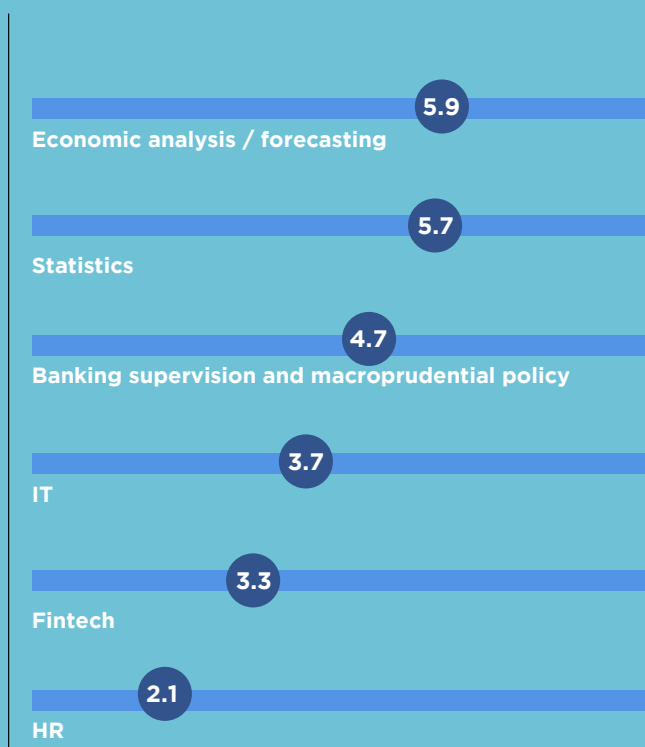 5.9
Economic analysis / forecasting
5.7
Statistics
4.7
Banking supervision and macroprudential policy
3.7
IT
3.3
Fintech
2.1
HR